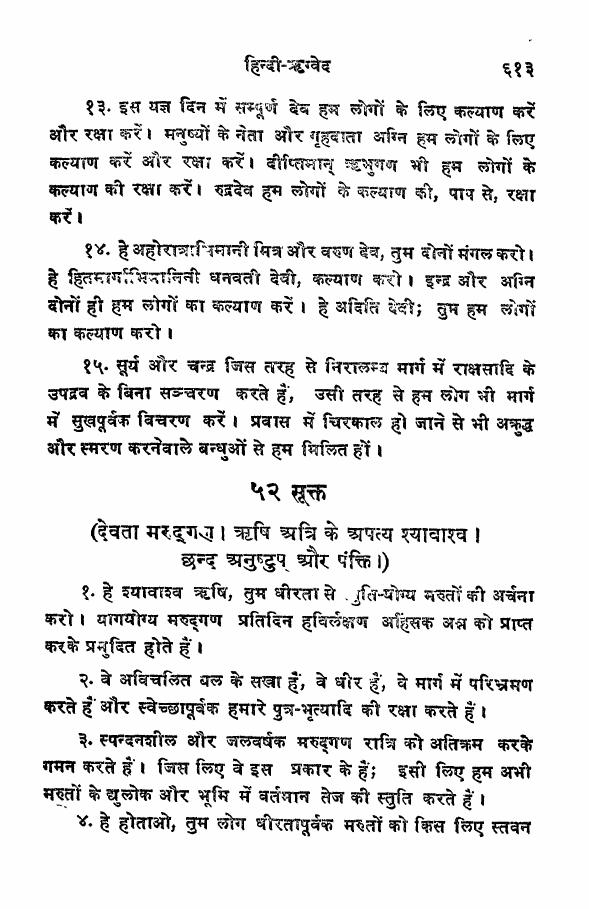 हिन्दी-ऋग्वेद ६१३
१३. इस यज्ञ दिन में सम्पूर्ण देव हम लोगों के लिए कल्याण करें
और रक्षा करें। मनुष्यों के नेता और गृहदाता अग्नि हम लोगों के लिए
कल्याण करें और रक्षा करें। दीप्तिमान् ऋभुगण भी हम लोगों के
कल्याण की रक्षा करें। रुद्रदेव हम लोगों के कल्याण की, पाप से, रक्षा
करें।
१४. हे अहोरात्राभिमानी मित्र और वरुण देव, तुम दोनों मंगल करो।
हे हितमार्गाभिमानिनी धनवती देवी, कल्याण करो। इन्द्र और अग्नि
दोनों ही हम लोगों का कल्याण करें। हे अदिति देवी; तुम हम लोगों
का कल्याण करो।
१५. सूर्य और चन्द्र जिस तरह से निरालम्ब मार्ग में राक्षसादि के
उपद्रव के बिना सञ्चरण करते हैं, उसी तरह से हम लोग भी मार्ग
में सुखपूर्वक विचरण करें। प्रवास में चिरकाल हो जाने से भी अक्रुद्ध
और स्मरण करनेवाले बन्धुओं से हम मिलित हों।
५२ सूक्त
(देवता मरुद्गण। ऋषि अत्रि के अपत्य श्यावाश्व।
छन्द अनुष्टुप् और पंक्ति।)
१. हे श्यावाश्व ऋषि, तुम धीरता से स्तुति-योग्य मरुतों की अर्चना
करो। यागयोग्य मरुद्गण प्रतिदिन हविर्लक्षण अहिंसक अन्न को प्राप्त
करके प्रमुदित होते हैं।
२. वे अविचलित बल के सखा हैं, वे धीर हैं, वे मार्ग में परिभ्रमण
करते हैं और स्वेच्छापूर्वक हमारे पुत्र-भृत्यादि की रक्षा करते हैं।
३. स्पन्दनशील और जलवर्षक मरुद्गण रात्रि को अतिक्रम करके
गमन करते हैं। जिस लिए वे इस प्रकार के हैं; इसी लिए हम अभी
मरुतों के द्युलोक और भूमि में वर्तमान तेज की स्तुति करते हैं।
४. हे होताओ, तुम लोग धीरतापूर्वक मरुतों को किस लिए स्तवन